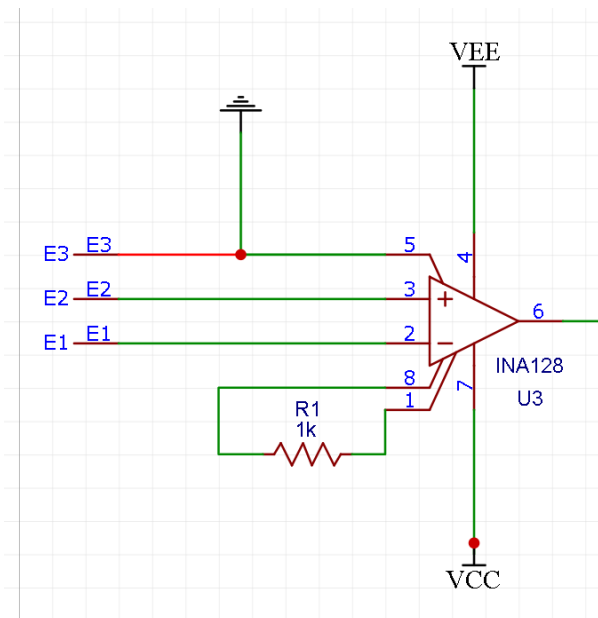 VEE
E3 E3 5
4
E2 E2 3
+
6
E1 E1 2
−
INA128
8
7
U3
1
R1
1k
VCC